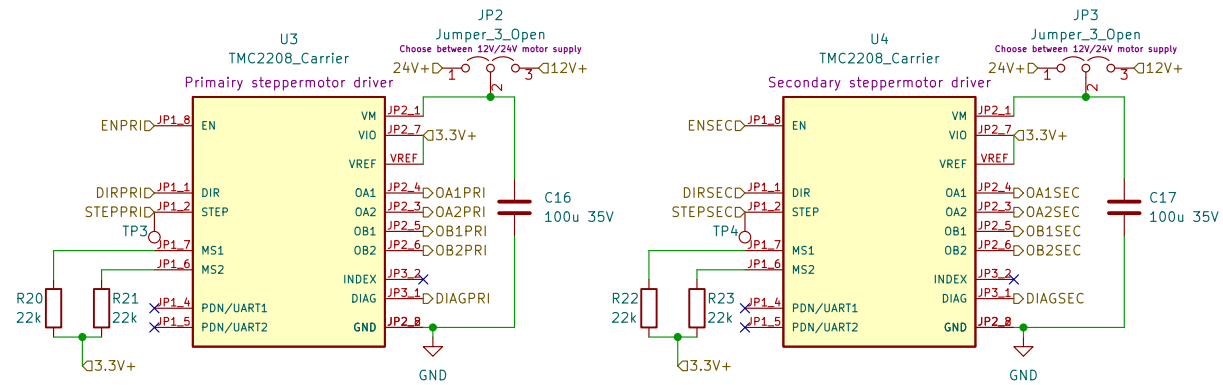 JP2
Jumper_3_Open
Choose between 12V/24V motor supply
U3
TMC2208_Carrier
24V+
1
2
3
12V+
Primairy steppermotor driver
ENPRI
JP1_8
EN
VM
JP2_1
VIO
JP2_7
3.3V+
VREF
VREF
DIRPRI
JP1_1
DIR
OA1
JP2_4
OA1PRI
STEPPRI
JP1_2
STEP
OA2
JP2_3
OA2PRI
C16
100u 35V
TP3
OB1
JP2_5
OB1PRI
JP1_7
MS1
OB2
JP2_6
OB2PRI
JP1_6
MS2
INDEX
JP3_2
R20
22k
R21
22k
JP1_4
PDN/UART1
DIAG
JP3_1
DIAGPRI
JP1_5
PDN/UART2
GND
3.3V+
GND
JP3
Jumper_3_Open
Choose between 12V/24V motor supply
U4
TMC2208_Carrier
24V+
1
2
3
12V+
Secondary steppermotor driver
ENSEC
JP1_8
EN
VM
JP2_1
VIO
JP2_7
3.3V+
VREF
VREF
DIRSEC
JP1_1
DIR
OA1
JP2_4
OA1SEC
STEPSEC
JP1_2
STEP
OA2
JP2_3
OA2SEC
C17
100u 35V
TP4
OB1
JP2_5
OB1SEC
JP1_7
MS1
OB2
JP2_6
OB2SEC
JP1_6
MS2
INDEX
JP3_2
R22
22k
R23
22k
JP1_4
PDN/UART1
DIAG
JP3_1
DIAGSEC
JP1_5
PDN/UART2
GND
3.3V+
GND